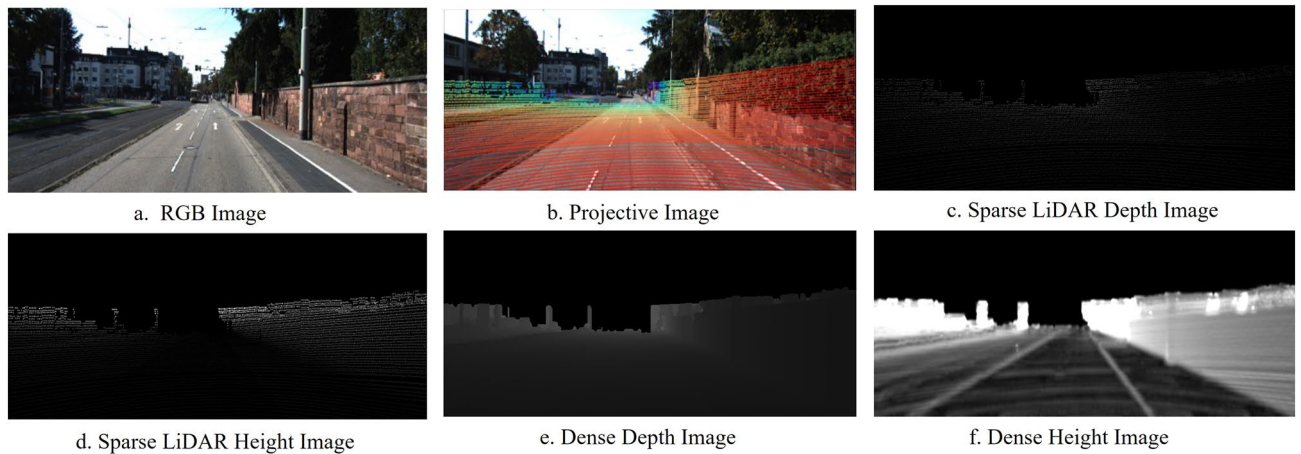 a. RGB Image
b. Projective Image
c. Sparse LiDAR Depth Image
d. Sparse LiDAR Height Image
e. Dense Depth Image
f. Dense Height Image